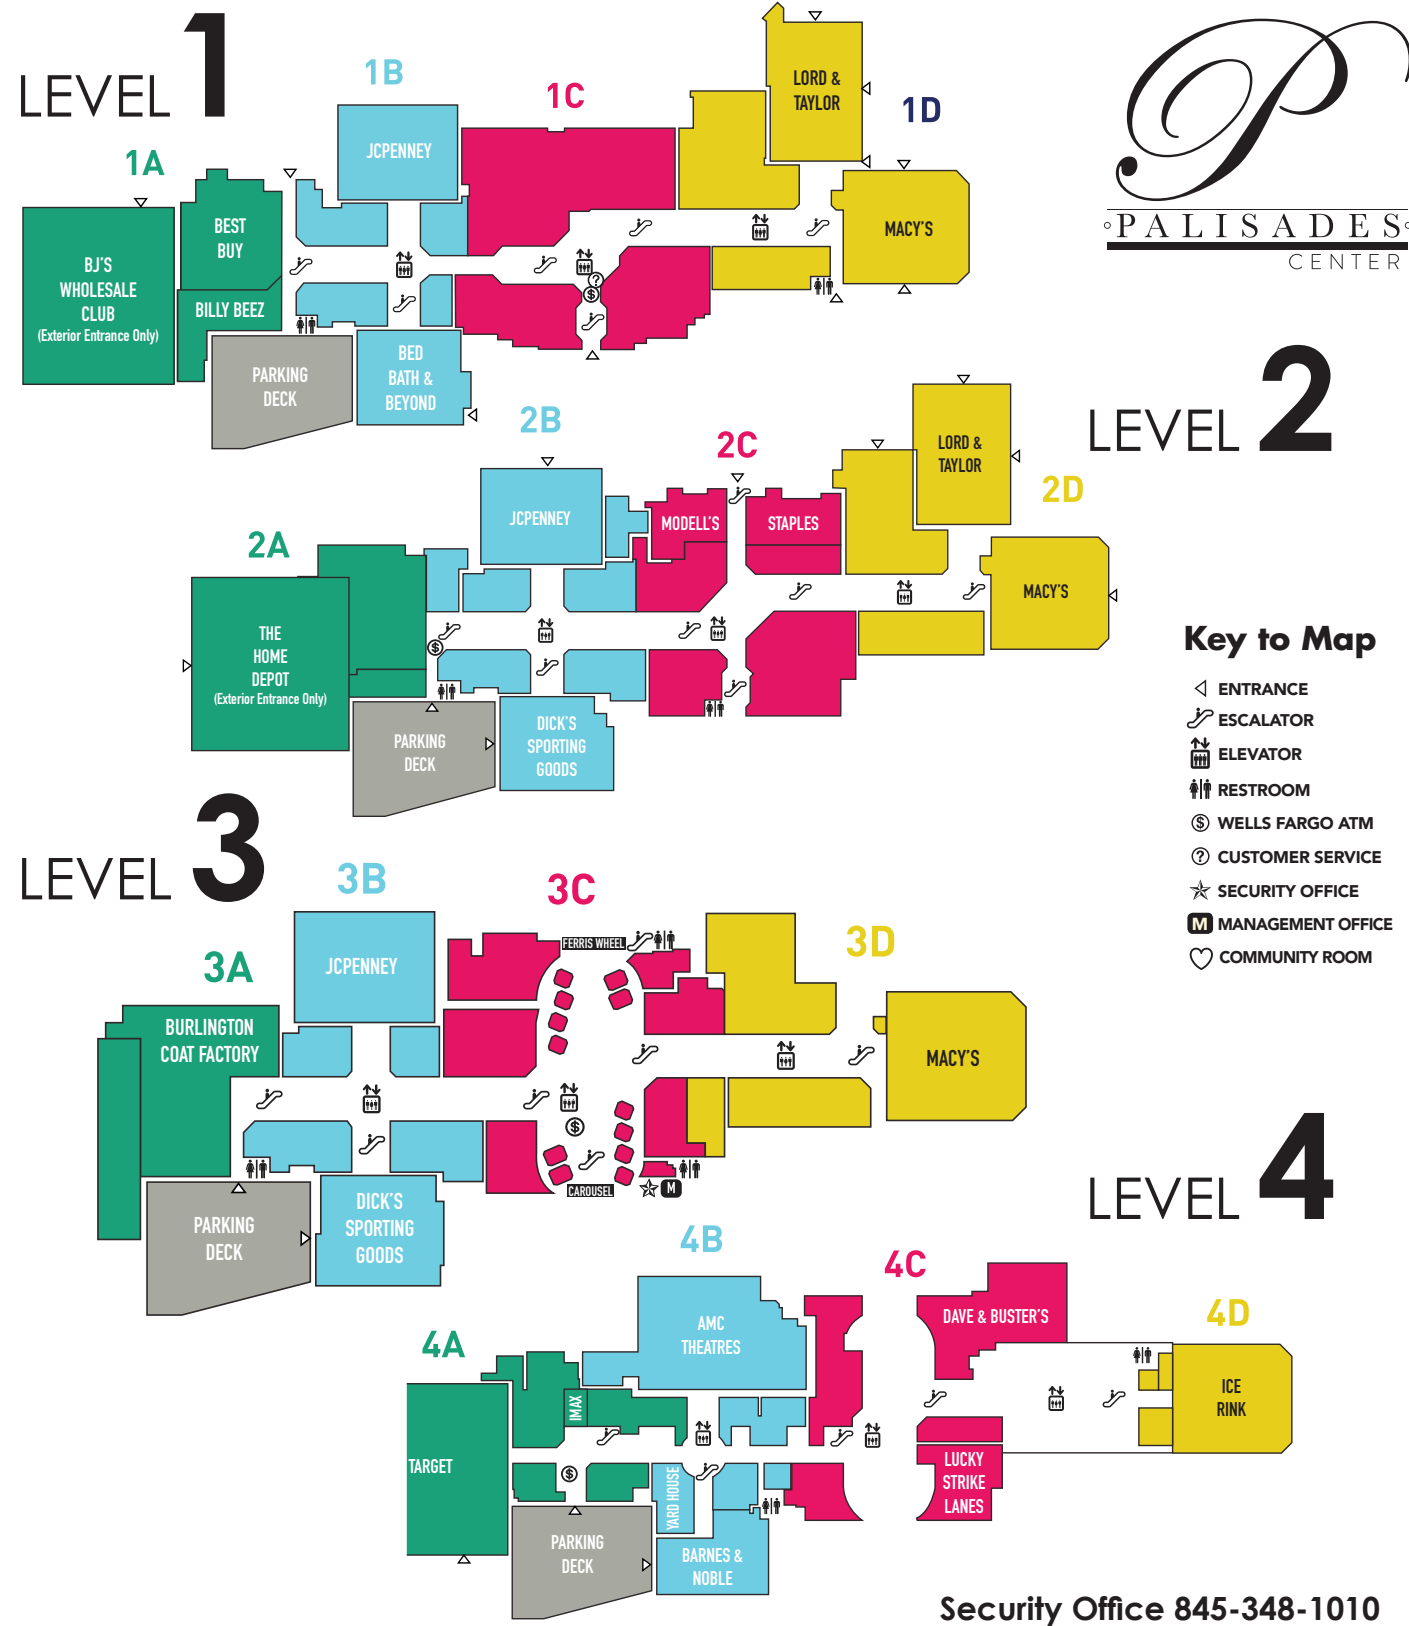 LEVEL 1
1A
1B
1C
1D
BJ'S
WHOLESALE
CLUB
(Exterior Entrance Only)
BEST
BUY
BILLY BEEZ
PARKING
DECK
JCPENNEY
BED
BATH &
BEYOND
LORD &
TAYLOR
MACY'S
?
$
PALISADES
CENTER
LEVEL 2
2A
2B
2C
2D
THE
HOME
DEPOT
(Exterior Entrance Only)
$
PARKING
DECK
JCPENNEY
DICK'S
SPORTING
GOODS
MODELL'S
STAPLES
LORD &
TAYLOR
MACY'S
Key to Map
ENTRANCE
ESCALATOR
ELEVATOR
RESTROOM
$ WELLS FARGO ATM
? CUSTOMER SERVICE
SECURITY OFFICE
M MANAGEMENT OFFICE
COMMUNITY ROOM
LEVEL 3
3A
3B
3C
3D
BURLINGTON
COAT FACTORY
PARKING
DECK
JCPENNEY
DICK'S
SPORTING
GOODS
FERRIS WHEEL
$
CAROUSEL
M
MACY'S
LEVEL 4
4A
4B
4C
4D
TARGET
IMAX
$
PARKING
DECK
AMC
THEATRES
YARD HOUSE
BARNES &
NOBLE
DAVE & BUSTER'S
LUCKY
STRIKE
LANES
ICE
RINK
Security Office 845-348-1010